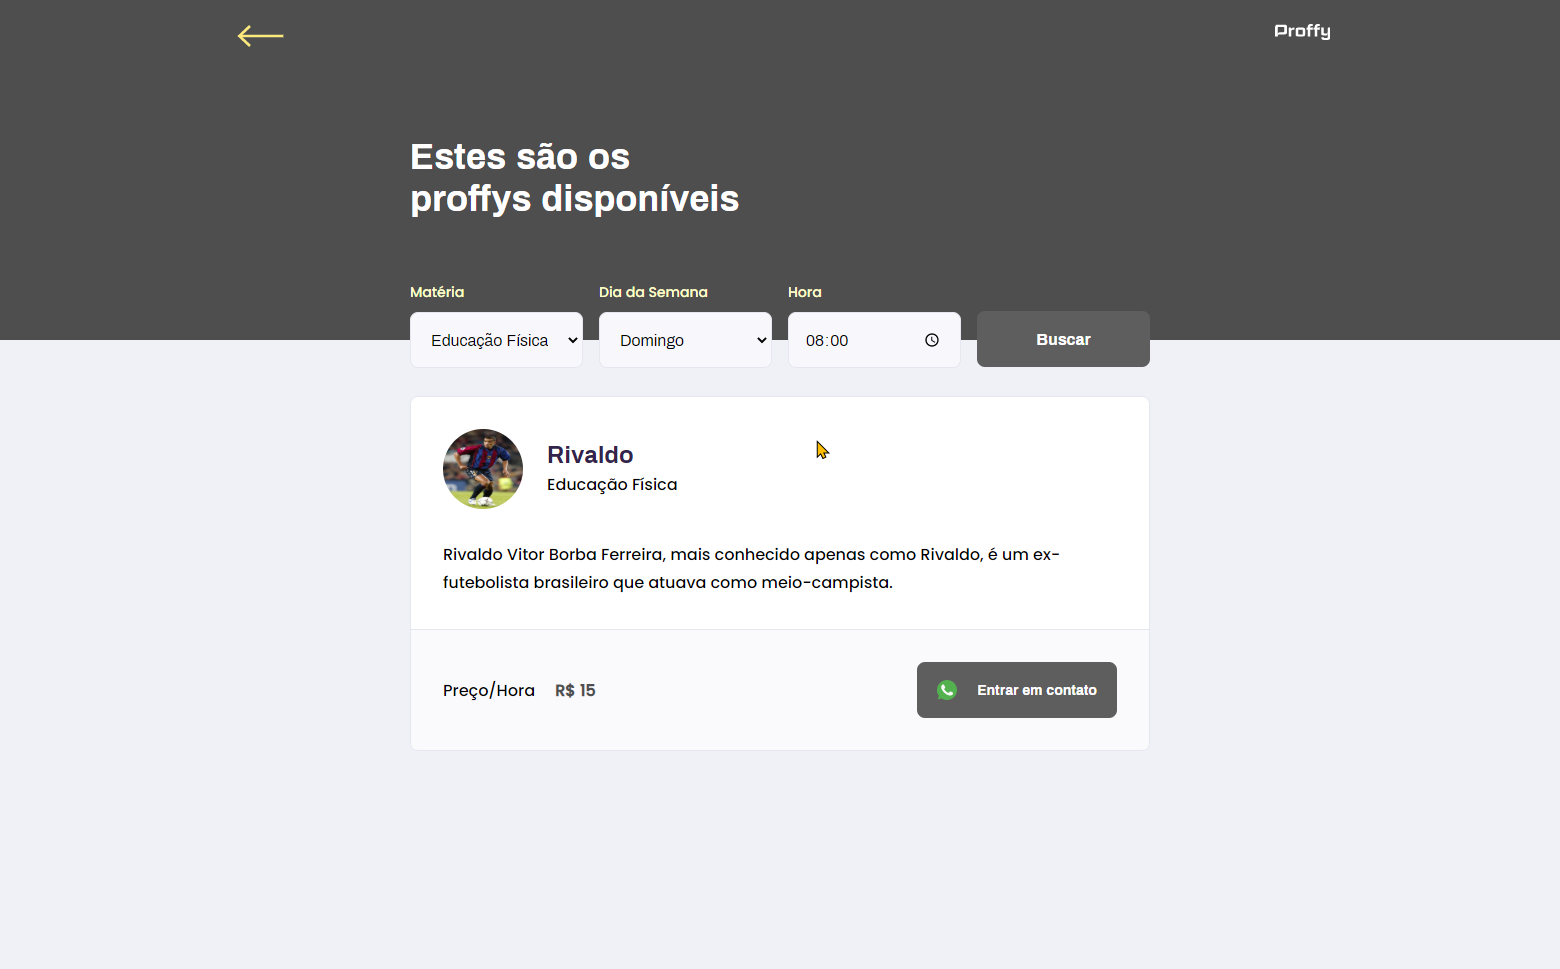 Proffy
Estes são os
proffys disponíveis
Matéria
Dia da Semana
Hora
Educação Física
Domingo
08:00
Buscar
Rivaldo
Educação Física
Rivaldo Vitor Borba Ferreira, mais conhecido apenas como Rivaldo, é um ex-
futebolista brasileiro que atuava como meio-campista.
Preço/Hora R$ 15
Entrar em contato